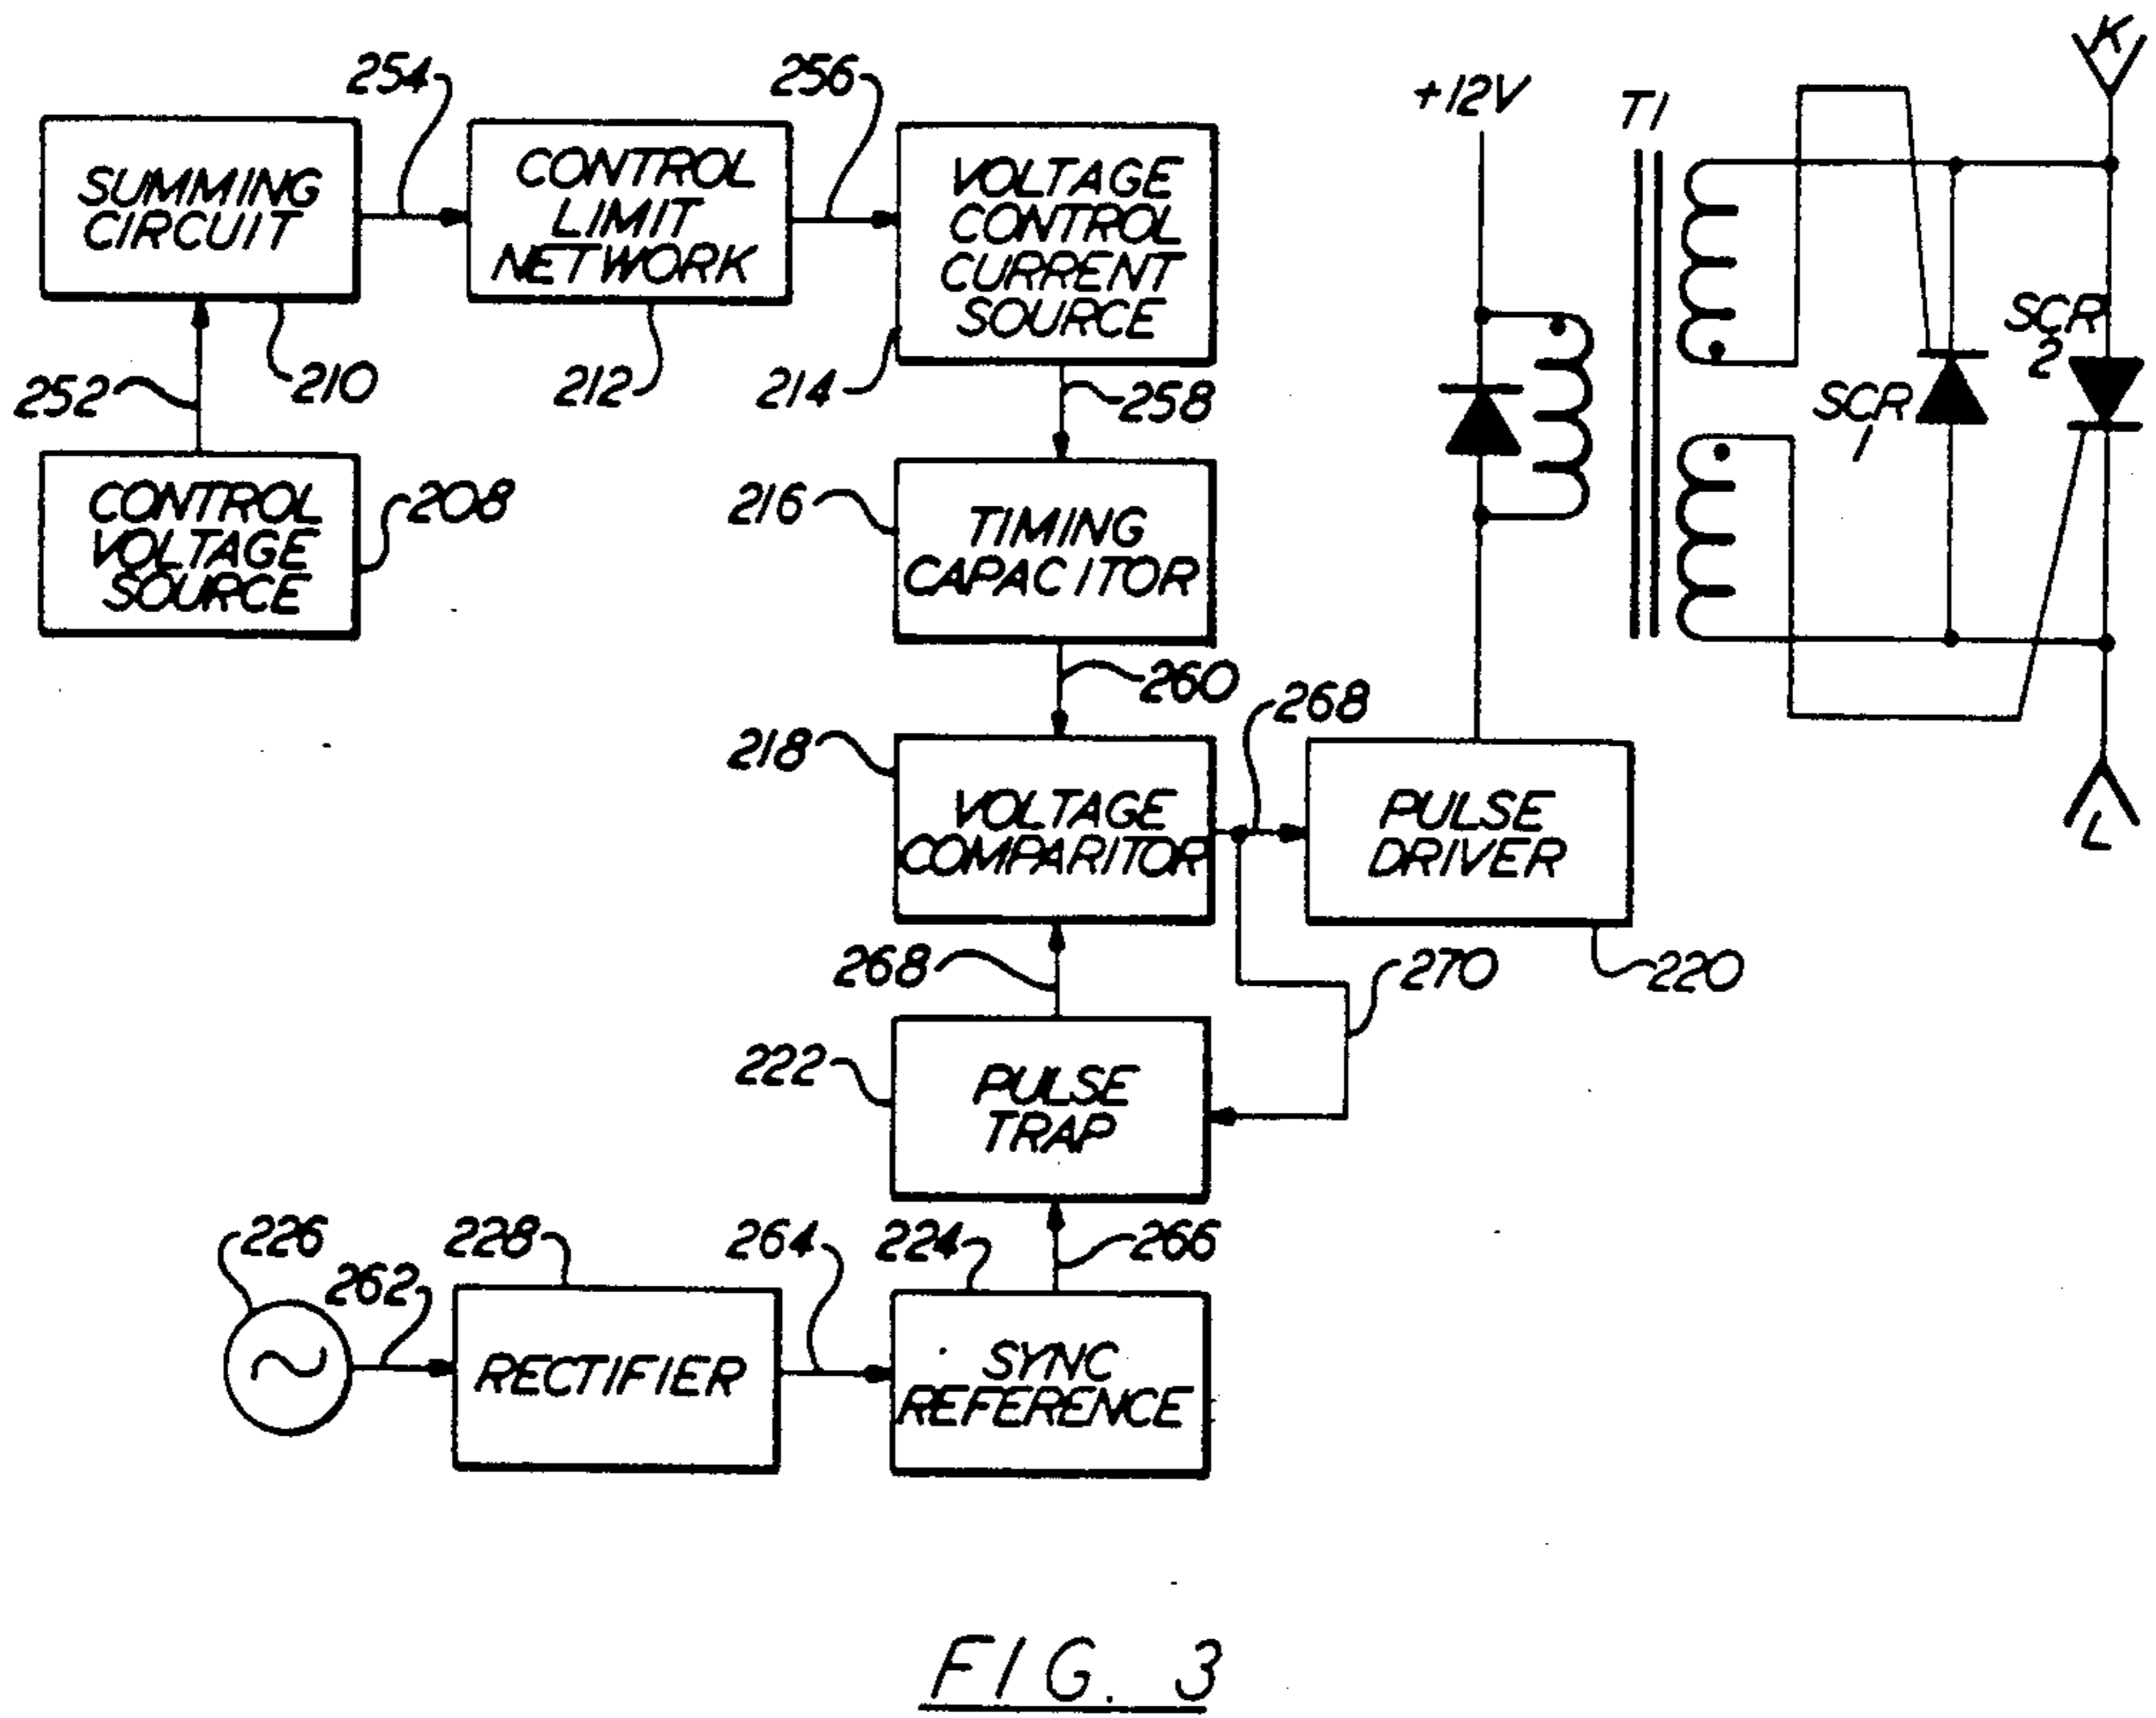 254
256
+12V
T1
K
SUMMING
CIRCUIT
CONTROL
LIMIT
NETWORK
VOLTAGE
CONTROL
CURRENT
SOURCE
SCR
2
252
210
212
214
258
SCR
1
CONTROL
VOLTAGE
SOURCE
208
216
TIMING
CAPACITOR
260
268
218
VOLTAGE
COMPARITOR
PULSE
DRIVER
L
268
270
220
222
PULSE
TRAP
226
262
228
264
224
266
RECTIFIER
SYNC
REFERENCE
FIG. 3